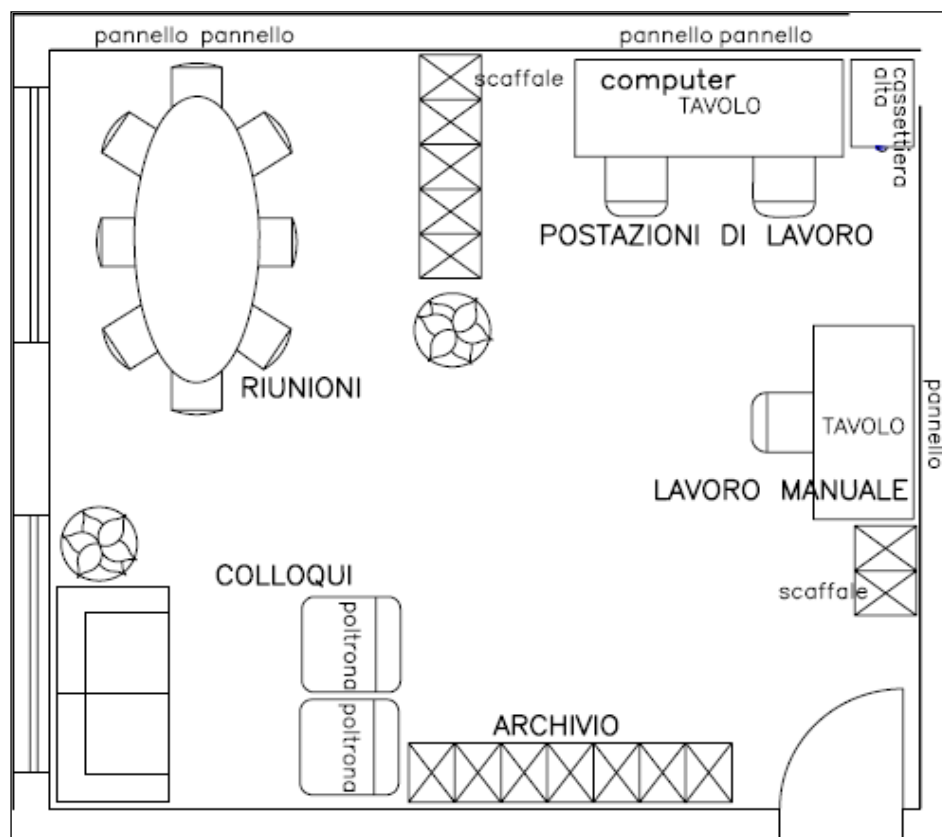 pannello pannello
pannello pannello
scaffale
computer
TAVOLO
cassettiera
alta
POSTAZIONI DI LAVORO
RIUNIONI
pannello
TAVOLO
LAVORO MANUALE
COLLOQUI
scaffale
poltrona
poltrona
ARCHIVIO